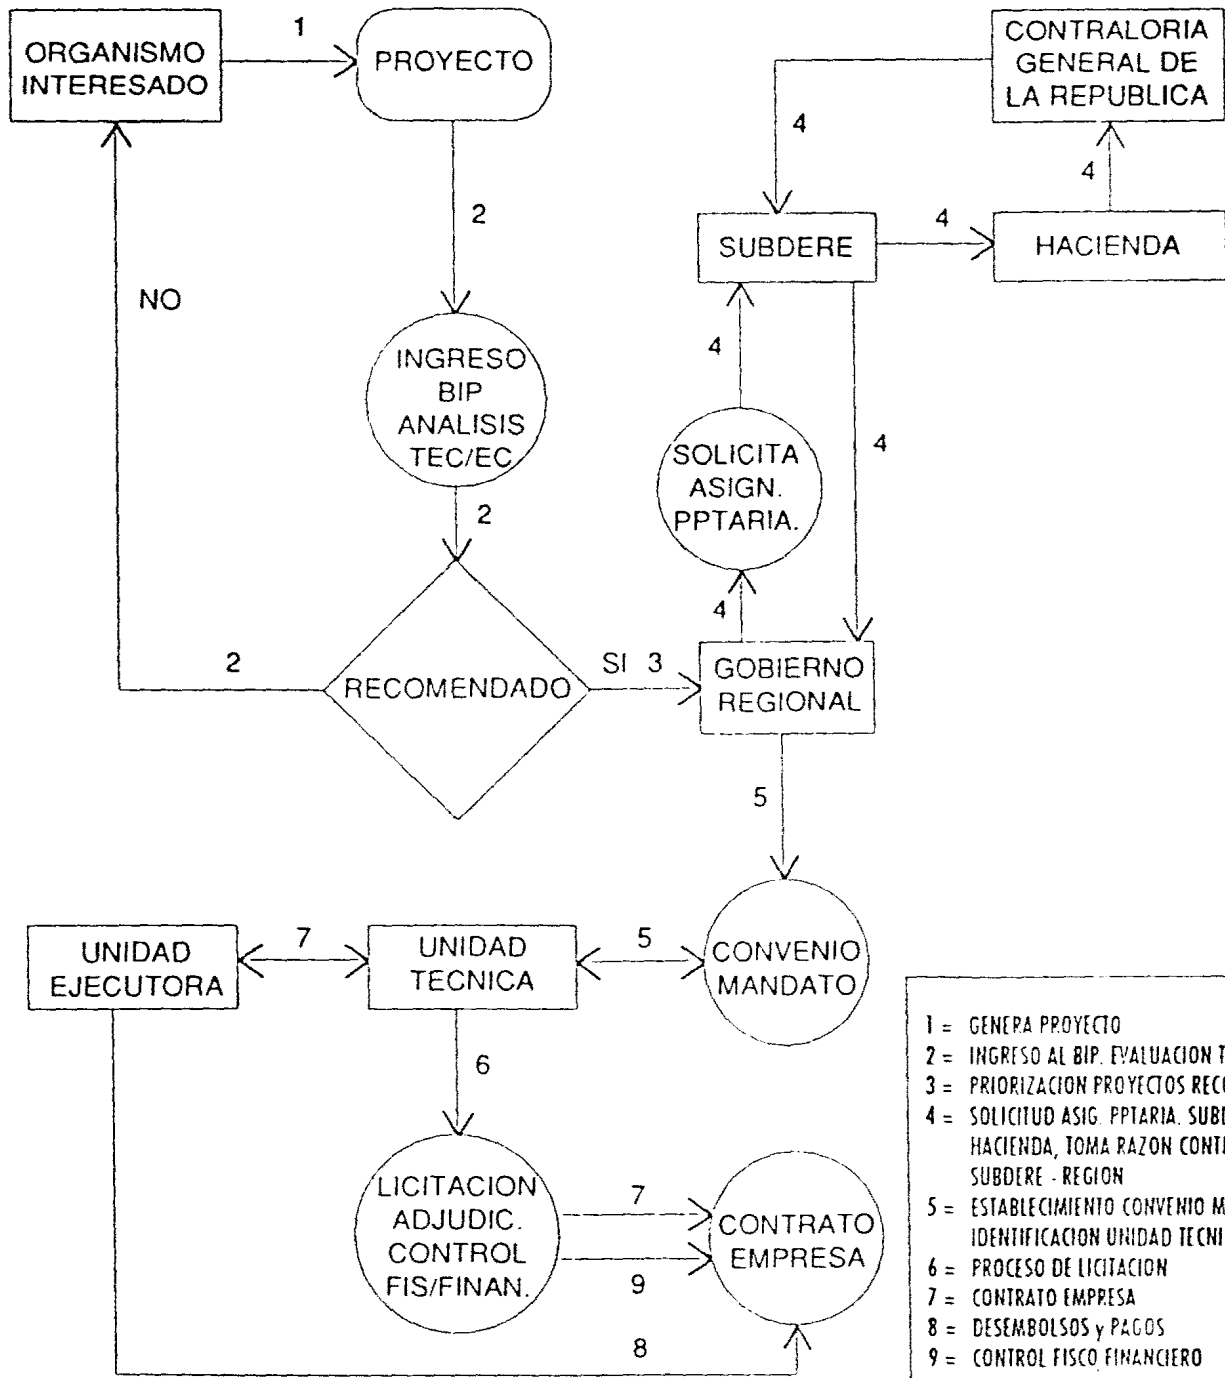 1
ORGANISMO
INTERESADO
PROYECTO
CONTRALORIA
GENERAL DE
LA REPUBLICA
4
4
2
4
SUBDERE
HACIENDA
NO
4
INGRESO
BIP
ANALISIS
TEC/EC
4
SOLICITA
ASIGN.
PPTARIA.
2
4
2
SI 3
RECOMENDADO
GOBIERNO
REGIONAL
5
UNIDAD
EJECUTORA
7
UNIDAD
TECNICA
5
CONVENIO
MANDATO
6
LICITACION
ADJUDIC.
CONTROL
FIS/FINAN.
7
9
CONTRATO
EMPRESA
8
1 = GENERA PROYECTO
2 = INGRESO AL BIP. EVALUACION
3 = PRIORIZACION PROYECTOS
4 = SOLICITUD ASIG. PPTARIA.
HACIENDA, TOMA RAZON
SUBDERE - REGION
5 = ESTABLECIMIENTO CONVENIO
IDENTIFICACION UNIDAD
6 = PROCESO DE LICITACION
7 = CONTRATO EMPRESA
8 = DESEMBOLSOS y PAGOS
9 = CONTROL FISCO FINANCIERO